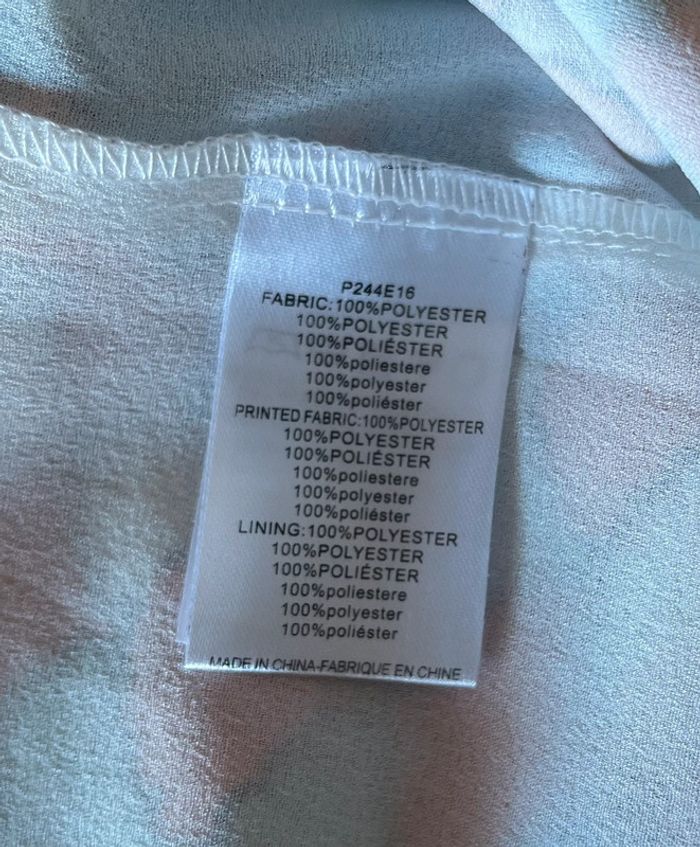 P244E16
FABRIC:100%POLYESTER
100%POLYESTER
100%POLIÉSTER
100%poliestere
100%polyester
100%poliéster
PRINTED FABRIC:100%POLYESTER
100%POLYESTER
100%POLIÉSTER
100%poliestere
100%polyester
100%poliéster
LINING:100%POLYESTER
100%POLYESTER
100%POLIÉSTER
100%poliestere
100%polyester
100%poliéster
MADE IN CHINA-FABRIQUE EN CHINE